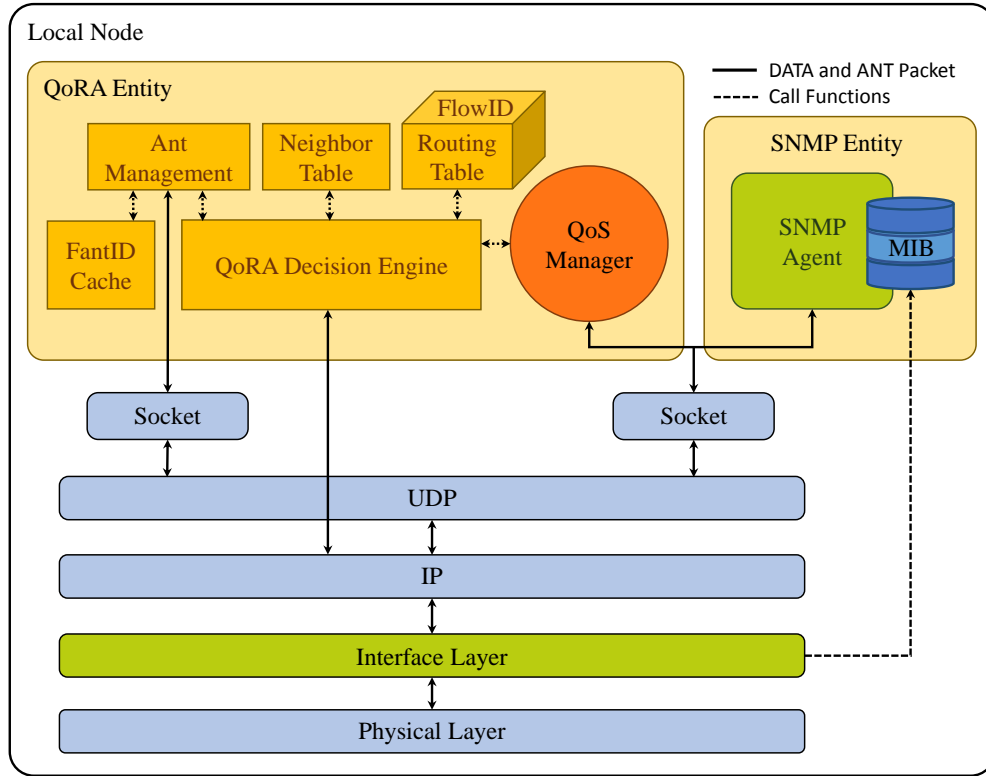 Local Node
QoRA Entity
DATA and ANT Packet
Call Functions
FlowID
Ant
Management
Neighbor
Table
Routing
Table
SNMP Entity
FantID
Cache
QoRA Decision Engine
QoS
Manager
SNMP
Agent
MIB
Socket
Socket
UDP
IP
Interface Layer
Physical Layer